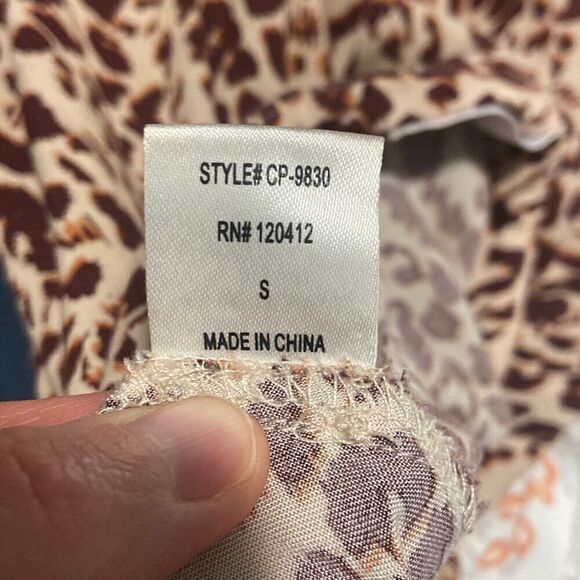 STYLE# CP-9830
RN# 120412
S
MADE IN CHINA